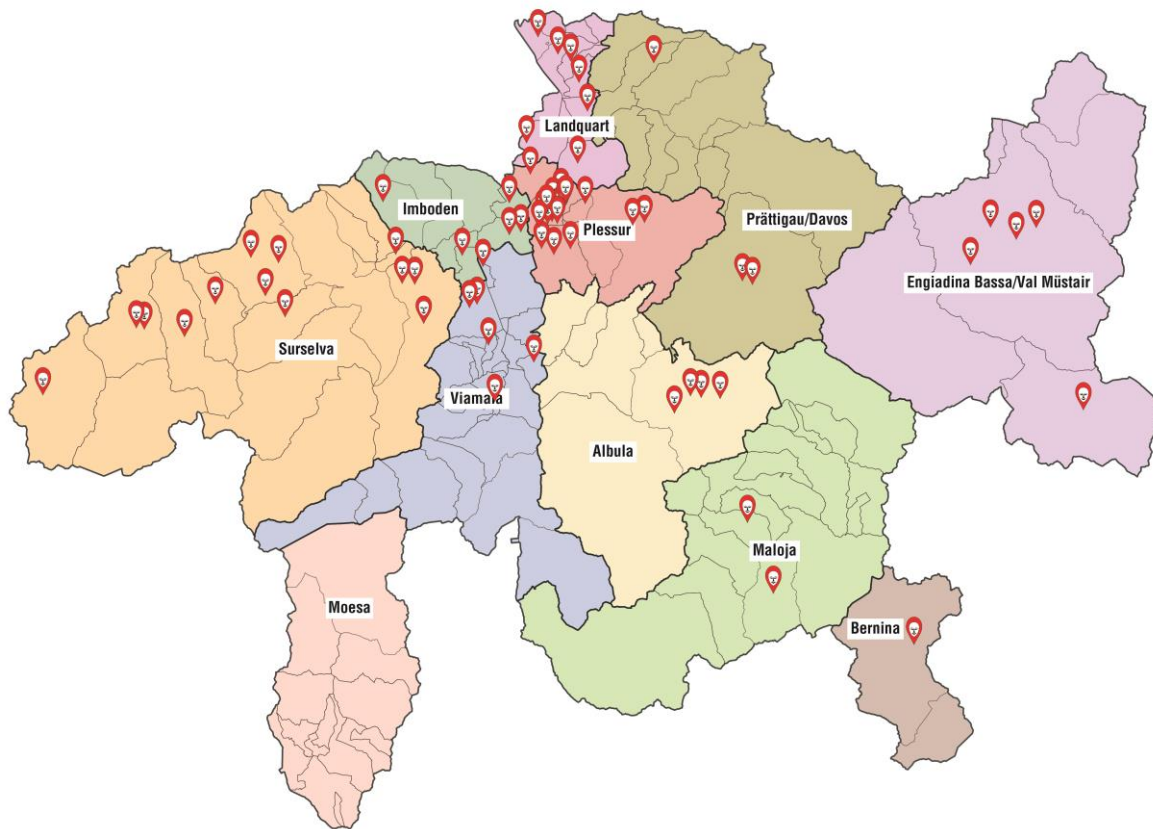 Landquart
Imboden
Plessur
Prättigau/Davos
Engiadina Bassa/Val Müstair
Surselva
Viamala
Albula
Maloja
Moesa
Bernina